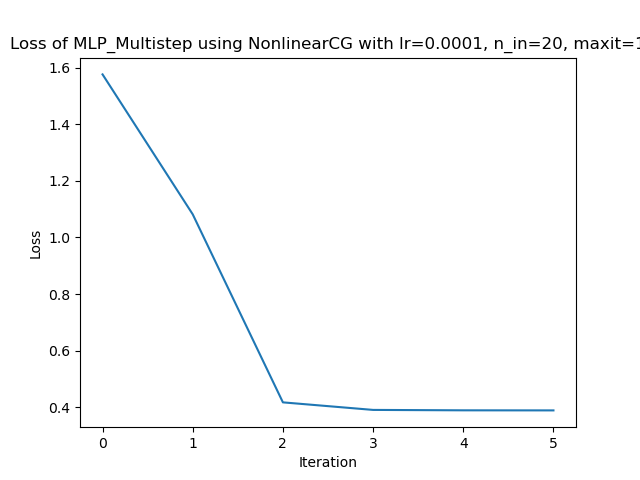 Loss of MLP_Multistep using NonlinearCG with lr=0.0001, n_in=20, maxit=1
1.6
1.4
1.2
1.0
0.8
0.6
0.4
Loss
0 1 2 3 4 5
Iteration